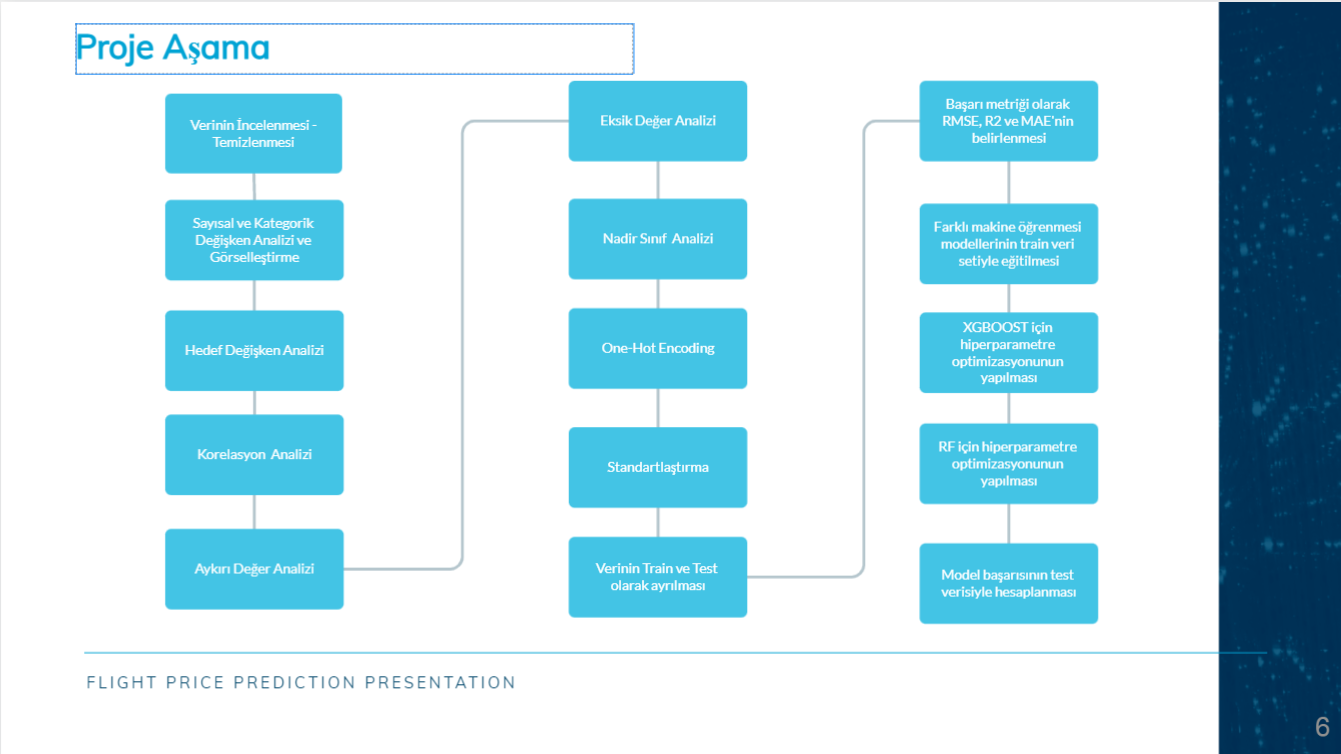 Proje Aşama
Verinin İncelenmesi -
Temizlenmesi
Sayısal ve Kategorik
Değişken Analizi ve
Görselleştirme
Hedef Değişken Analizi
Korelasyon Analizi
Aykırı Değer Analizi
Eksik Değer Analizi
Nadir Sınıf Analizi
One-Hot Encoding
Standartlaştırma
Verinin Train ve Test
olarak ayrılması
Başarı metriği olarak
RMSE, R2 ve MAE'nin
belirlenmesi
Farklı makine öğrenmesi
modellerinin train veri
setiyle eğitilmesi
XGBOOST için
hiperparametre
optimizasyonunun
yapılması
RF için hiperparametre
optimizasyonunun
yapılması
Model başarısının test
verisiyle hesaplanması
FLIGHT PRICE PREDICTION PRESENTATION
6